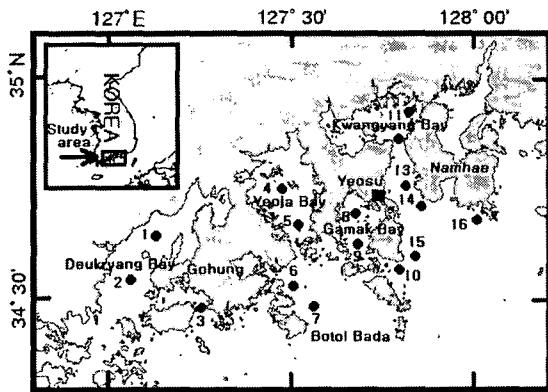 127°E
127°30
128°00
35°N
34°30
KOREA
Study
area
11
Kwangyang Bay
Namhae
13
14
Yeosu
4
Yeoja Bay
5
8
Gamak Bay
9
16
15
10
1
Deukryang Bay
2
Gohung
3
6
7
Botol Bada